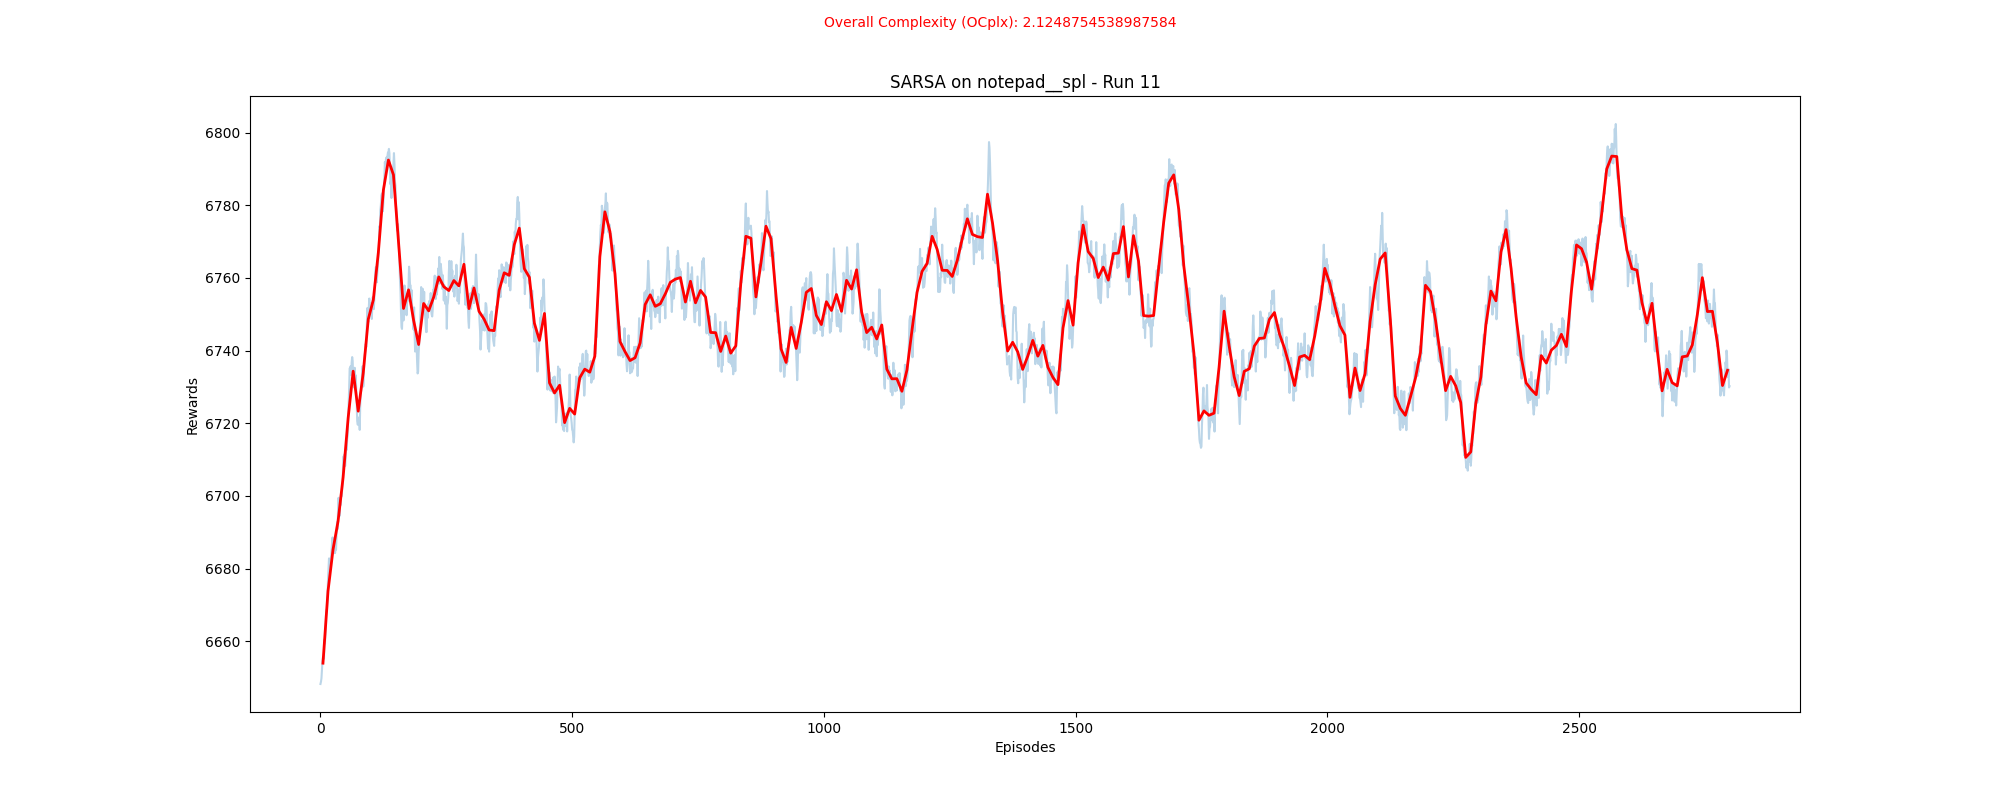 Overall Complexity (OCplx): 2.1248754538987584
SARSA on notepad__spl - Run 11
6800
6780
6760
6740
6720
6700
6680
6660
Rewards
0 500 1000 1500 2000 2500
Episodes